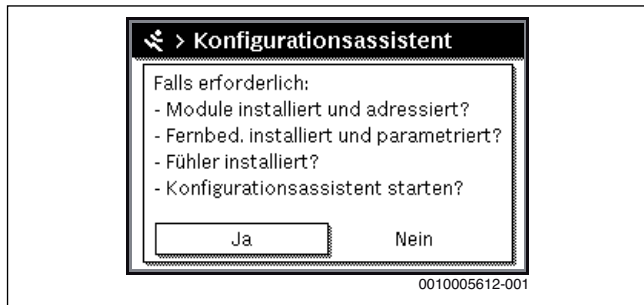 > Konfigurationsassistent
Falls erforderlich:
- Module installiert und adressiert?
- Fernbed. installiert und parametriert?
- Fühler installiert?
- Konfigurationsassistent starten?
Ja Nein
0010005612-001